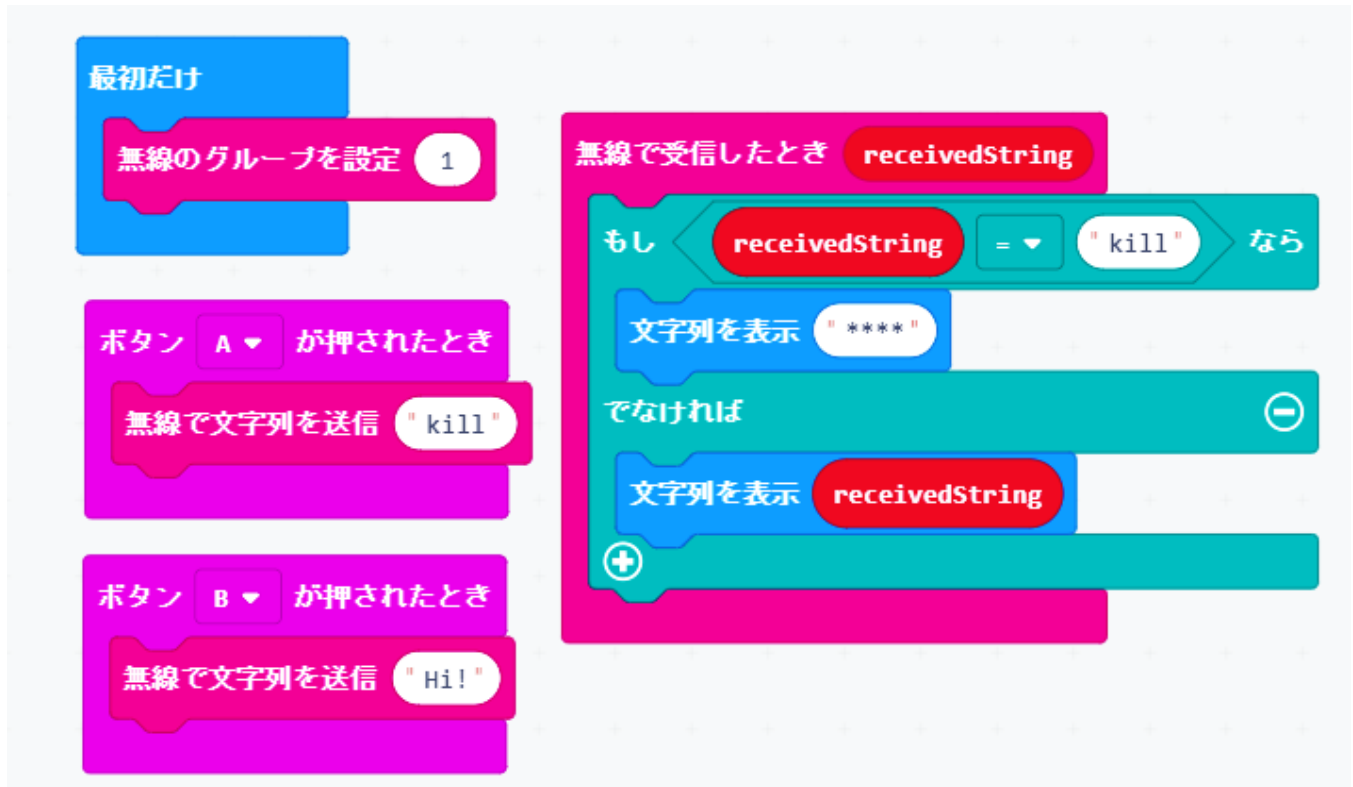 最初だけ
無線のグループを設定 1
ボタン A が押されたとき
無線で文字列を送信 "kill"
ボタン B が押されたとき
無線で文字列を送信 "Hi!"
無線で受信したとき receivedString
もし receivedString = "kill" なら
文字列を表示 "****"
でなければ
文字列を表示 receivedString